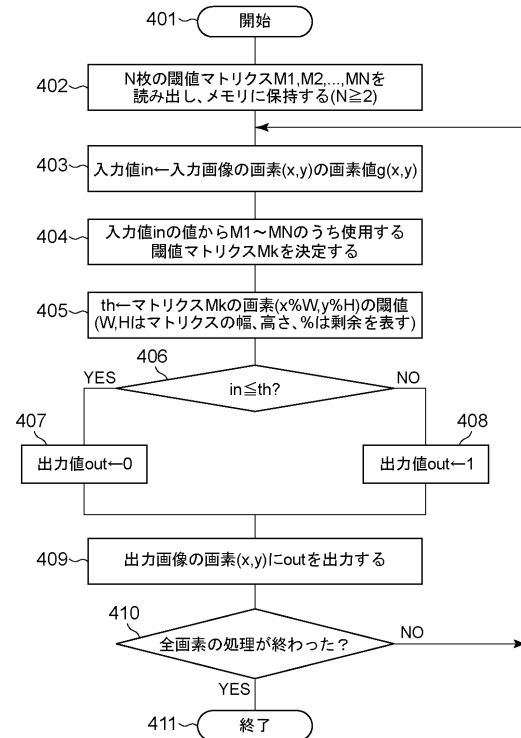 401
開始
402
N枚の閾値マトリクスM1,M2,...,MNを
読み出し、メモリに保持する(N≧2)
403
入力値in←入力画像の画素(x,y)の画素値g(x,y)
404
入力値inの値からM1~MNのうち使用する
閾値マトリクスMkを決定する
405
th←マトリクスMkの画素(x%W,y%H)の閾値
(W,Hはマトリクスの幅、高さ、%は剰余を表す)
406
YES
in≦th?
NO
407
出力値out←0
408
出力値out←1
409
出力画像の画素(x,y)にoutを出力する
410
全画素の処理が終わった?
NO
YES
411
終了